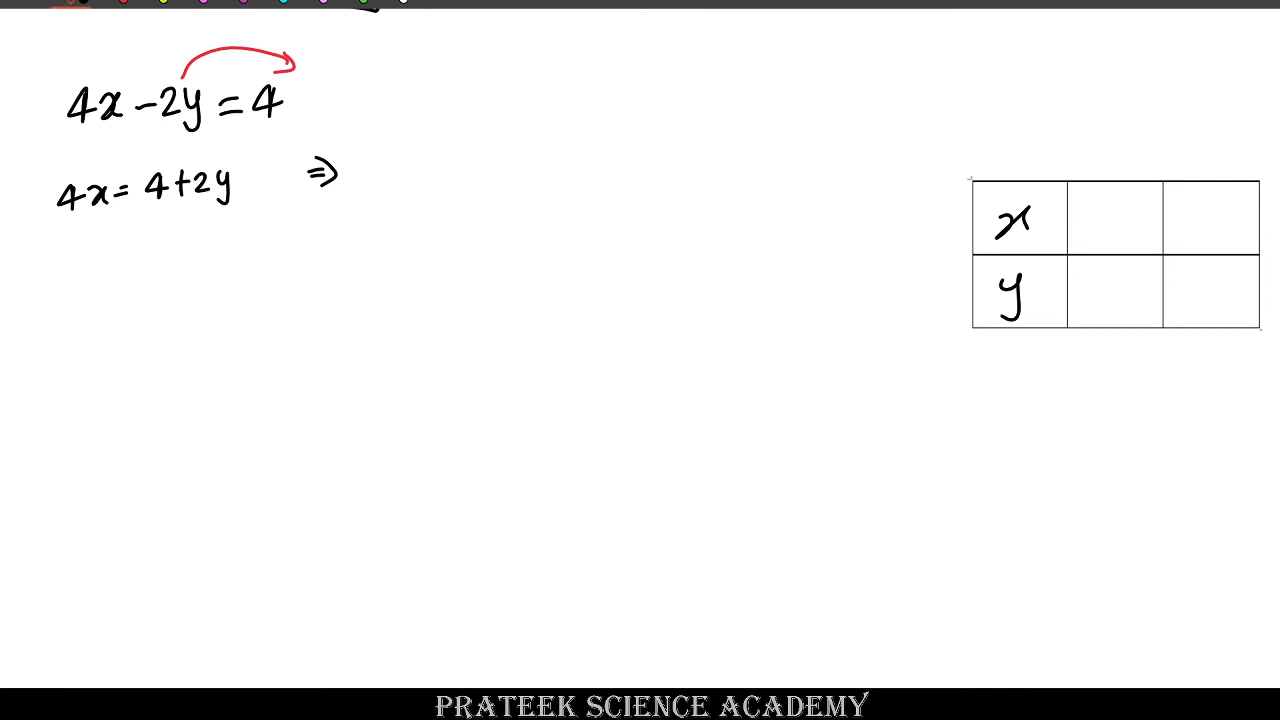 4x - 2y = 4
4x = 4 + 2y ⇒
x
y
PRATEEK SCIENCE ACADEMY